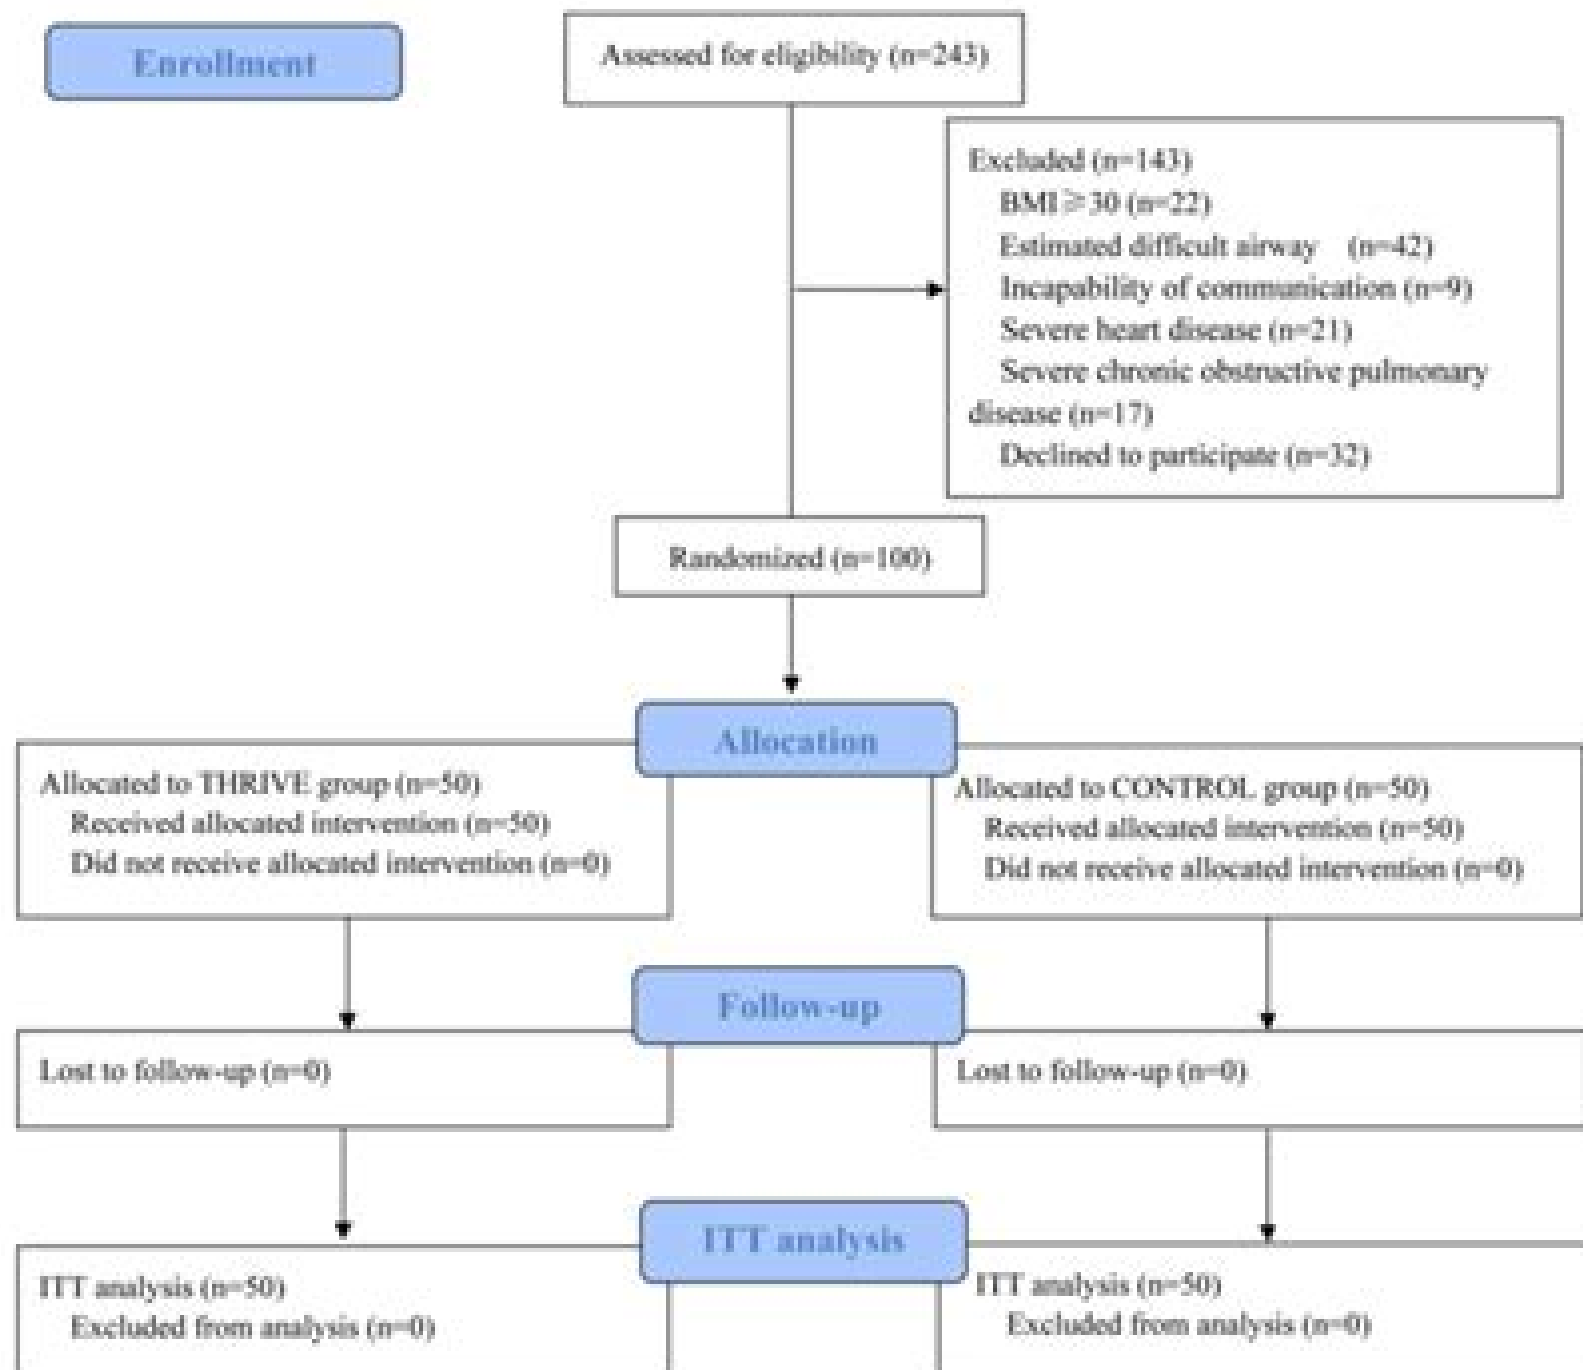 Enrollment
Assessed for eligibility (n=243)
Excluded (n=143)
BMI≥30 (n=22)
Estimated difficult airway (n=42)
Incapability of communication (n=9)
Severe heart disease (n=21)
Severe chronic obstructive pulmonary
disease (n=17)
Declined to participate (n=32)
Randomized (n=100)
Allocation
Allocated to THRIVE group (n=50)
Received allocated intervention (n=50)
Did not receive allocated intervention (n=0)
Allocated to CONTROL group (n=50)
Received allocated intervention (n=50)
Did not receive allocated intervention (n=0)
Follow-up
Lost to follow-up (n=0)
Lost to follow-up (n=0)
ITT analysis
ITT analysis (n=50)
Excluded from analysis (n=0)
ITT analysis (n=50)
Excluded from analysis (n=0)